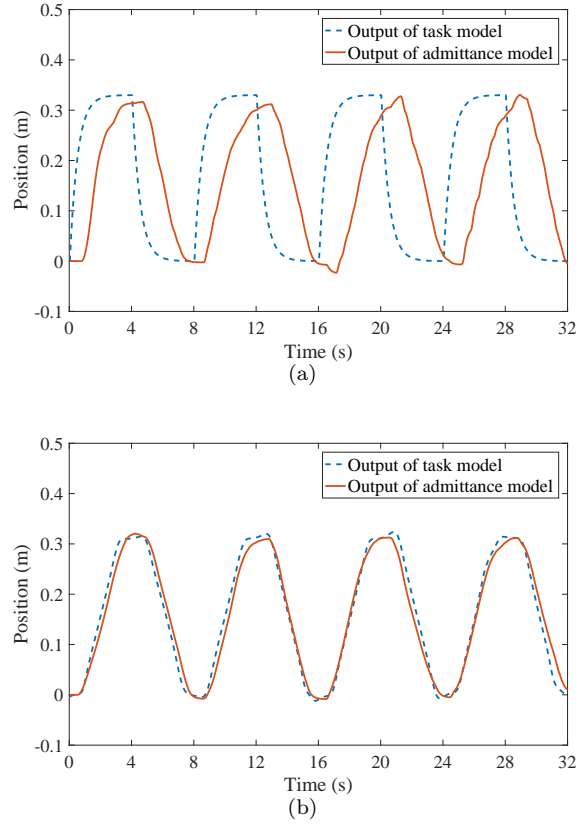 0.5
Output of task model
Output of admittance model
0.4
0.3
0.2
0.1
0
-0.1
Position (m)
0 4 8 12 16 20 24 28 32
Time (s)
(a)
0.5
Output of task model
Output of admittance model
0.4
0.3
0.2
0.1
0
-0.1
Position (m)
0 4 8 12 16 20 24 28 32
Time (s)
(b)